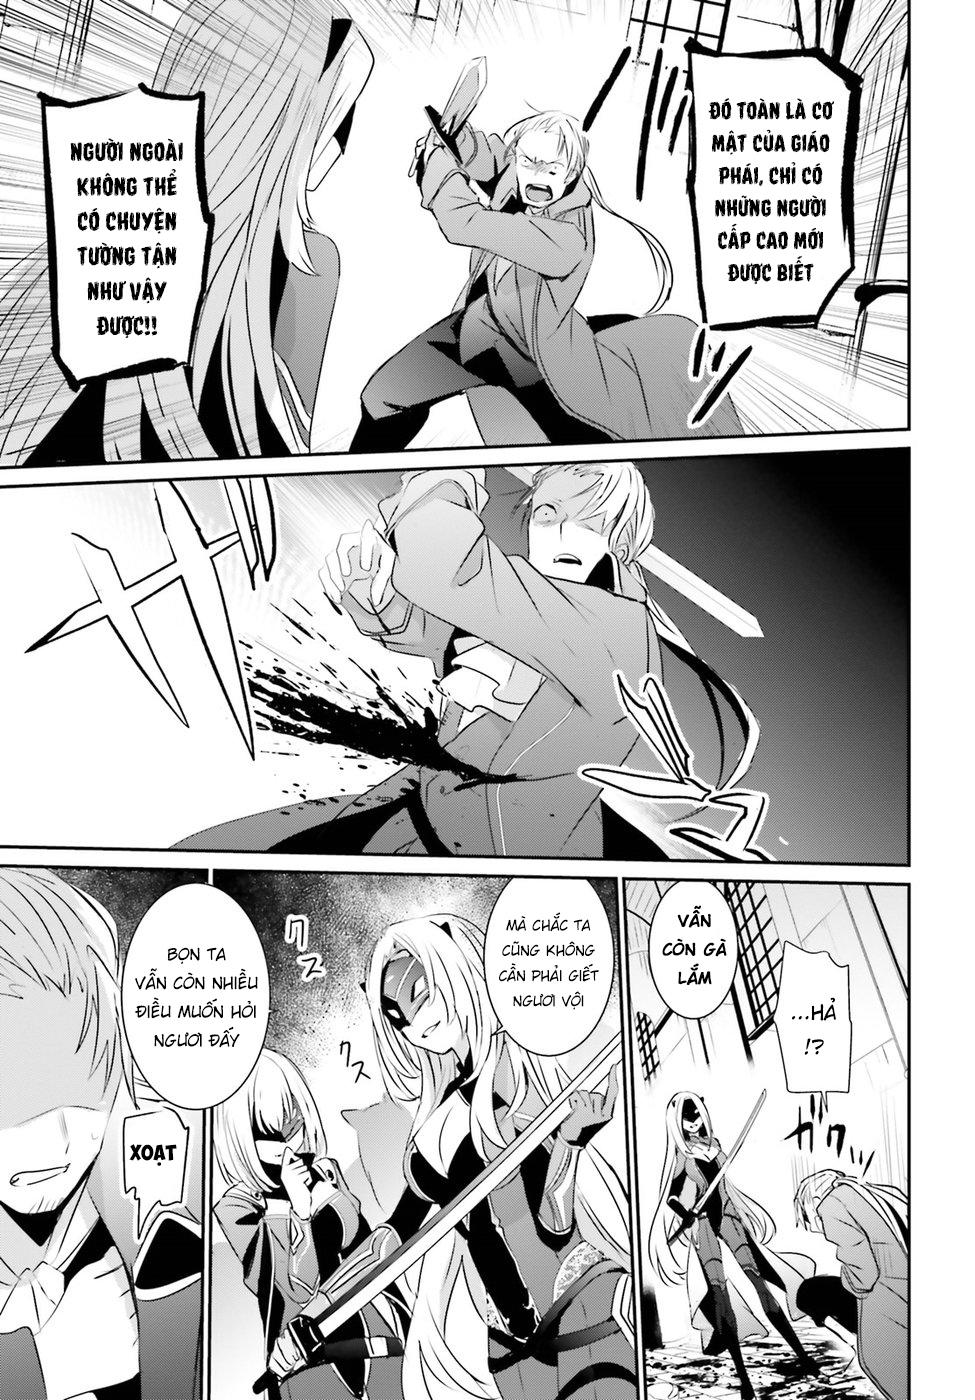 ĐÓ TOÀN LÀ CƠ
MẬT CỦA GIÁO
PHÁI, CHỈ CÓ
NHỮNG NGƯỜI
CẤP CAO MỚI
ĐƯỢC BIẾT
NGƯỜI NGOÀI
KHÔNG THỂ
CÓ CHUYỆN
TƯỜNG TẬN
NHƯ VẬY
ĐƯỢC!!
...HẢ
!?
VẪN
CÒN GÀ
LẮM
MÀ CHẮC TA
CŨNG KHÔNG
CẦN PHẢI GIẾT
NGƯƠI VỘI
クス
クス
BỌN TA
VẪN CÒN NHIỀU
ĐIỀU MUỐN HỎI
NGƯƠI ĐẤY
XOẠT